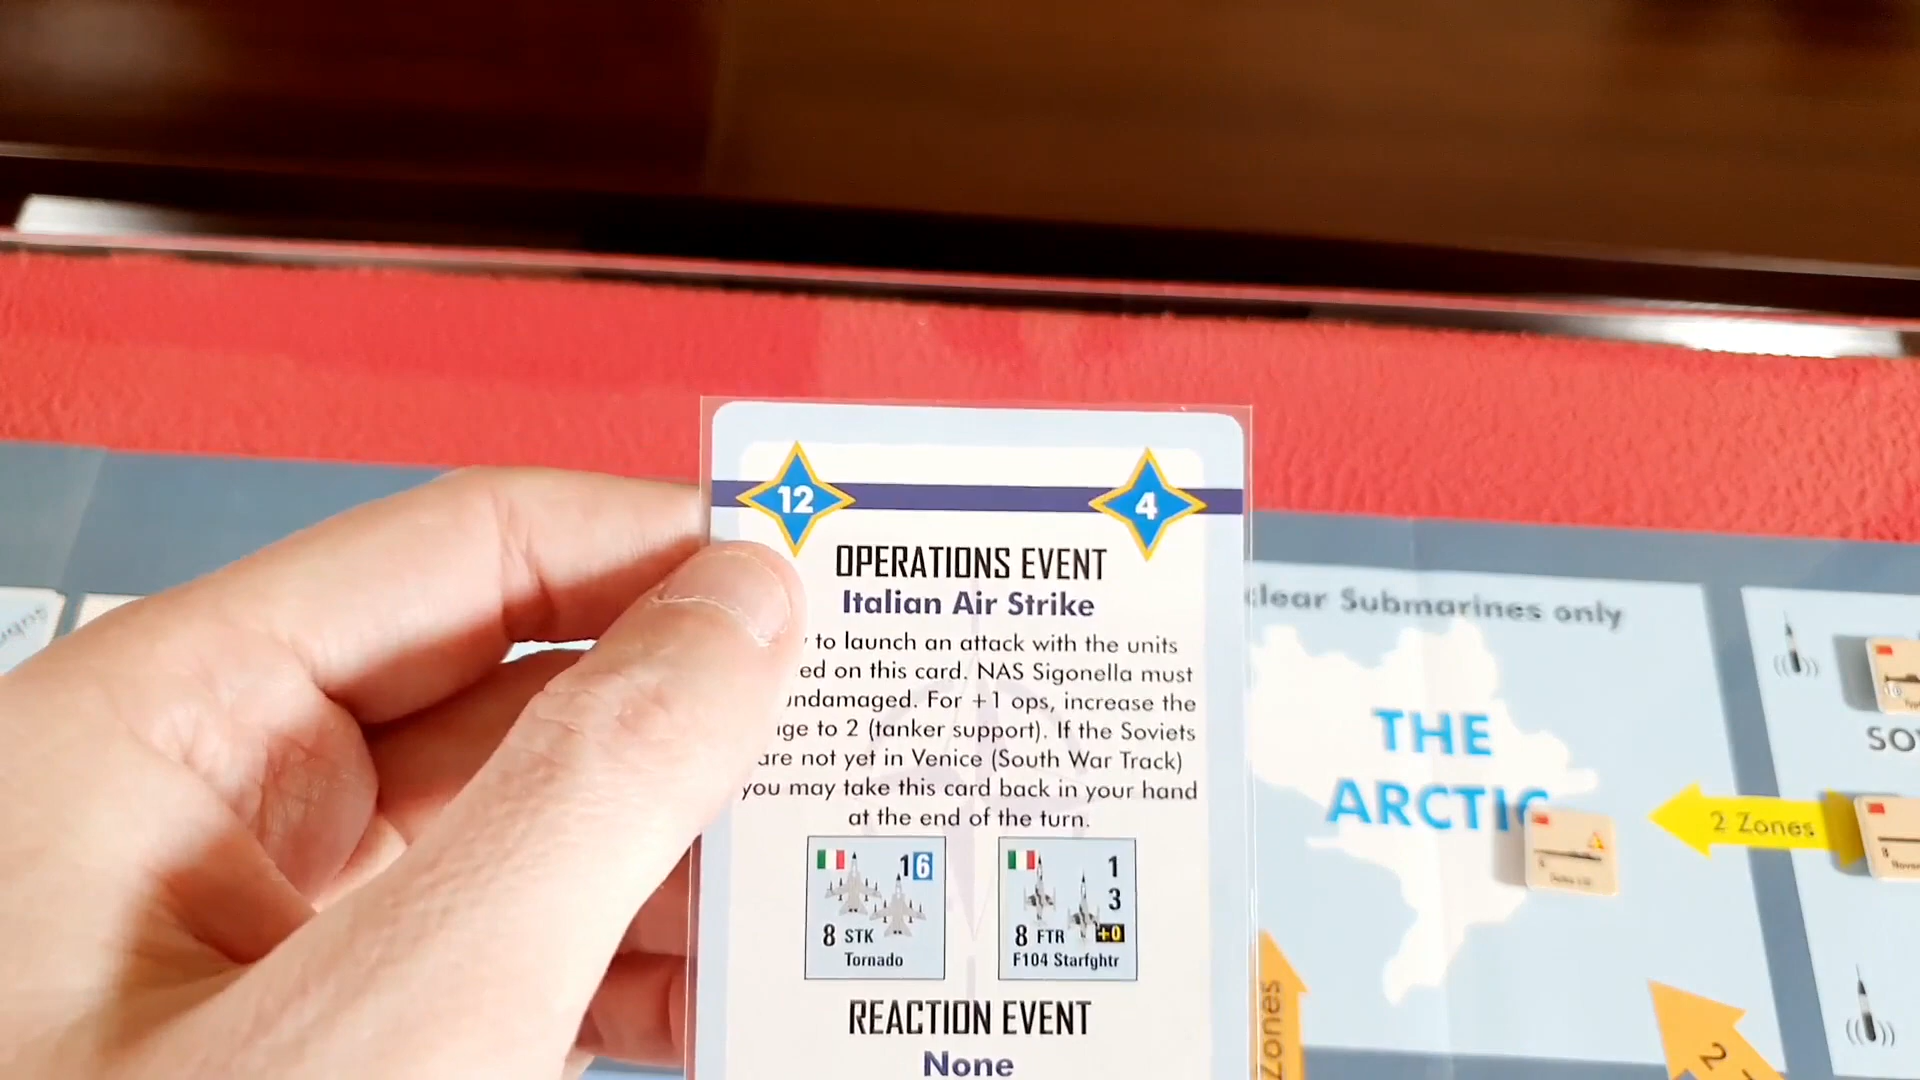 12
4
OPERATIONS EVENT
Italian Air Strike
to launch an attack with the units
ed on this card. NAS Sigonella must
undamaged. For +1 ops, increase the
ge to 2 (tanker support). If the Soviets
are not yet in Venice (South War Track)
you may take this card back in your hand
at the end of the turn.
16
8 STK
Tornado
1
3
8 FTR +0
F104 Starfghtr
REACTION EVENT
None
clear Submarines only
THE
ARCTIC
2 Zones
SO
Zones
2